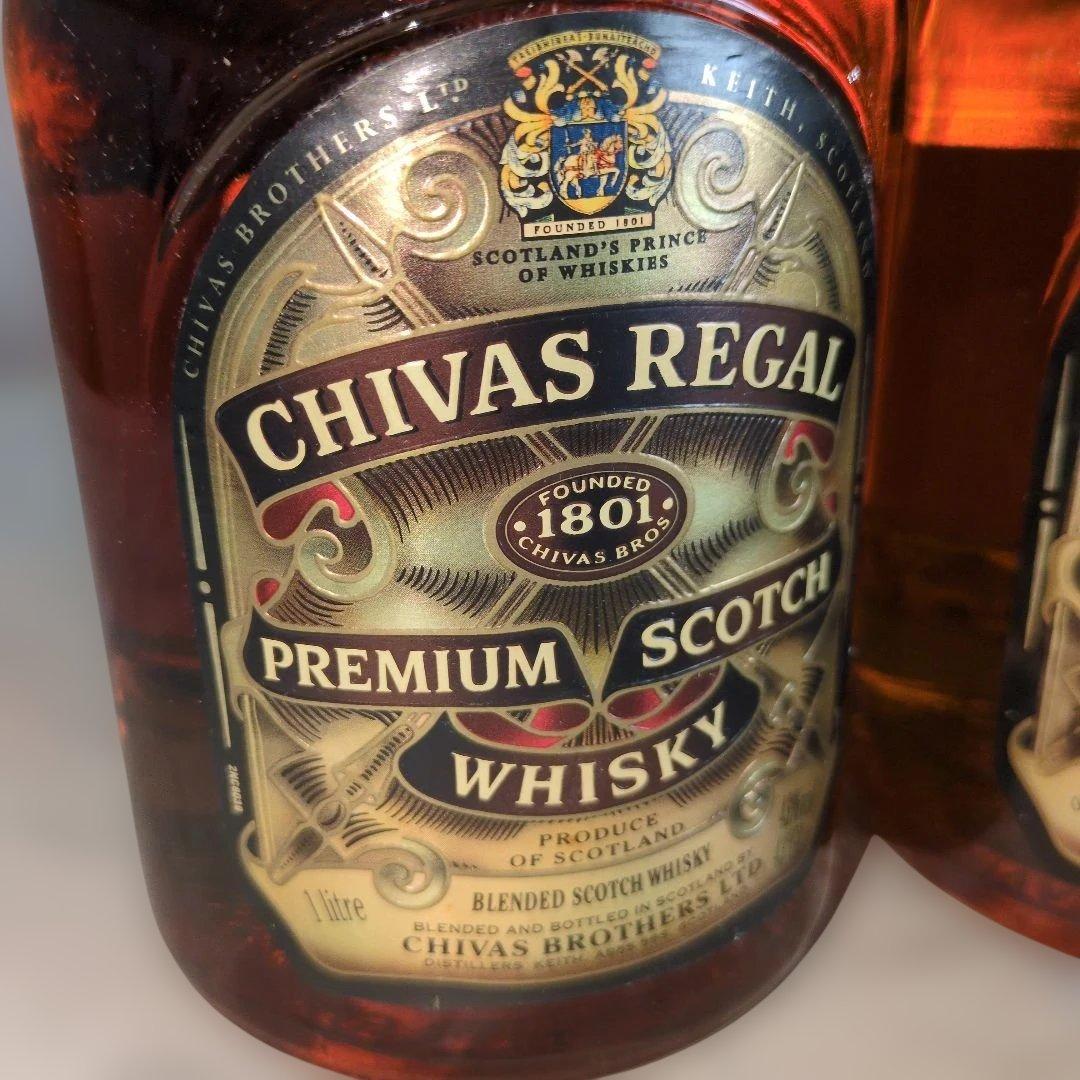 CHIVAS BROTHERS LTD KEITH, SCOTLAND
FOUNDED 1801
SCOTLAND'S PRINCE
OF WHISKIES
CHIVAS REGAL
FOUNDED
1801
CHIVAS BROS
PREMIUM SCOTCH
WHISKY
PRODUCE
OF SCOTLAND
1 litre
BLENDED SCOTCH WHISKY
BLENDED AND BOTTLED IN SCOTLAND BY
CHIVAS BROTHERS LTD
DISTILLERS KEITH,